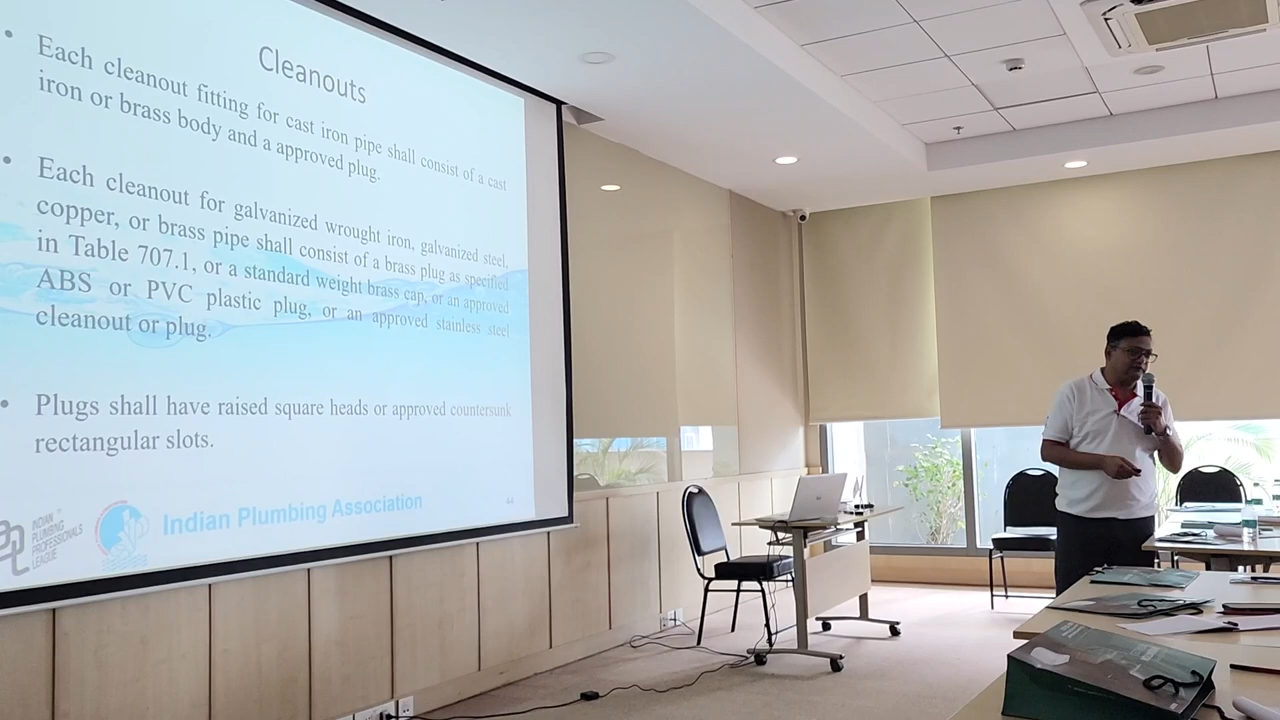 Cleanouts
• Each cleanout fitting for cast iron pipe shall consist of a cast
iron or brass body and a approved plug.
• Each cleanout for galvanized wrought iron, galvanized steel,
copper, or brass pipe shall consist of a brass plug as specified
in Table 707.1, or a standard weight brass cap, or an approved
ABS or PVC plastic plug, or an approved stainless steel
cleanout or plug.
• Plugs shall have raised square heads or approved countersunk
rectangular slots.
INDIAN
PLUMBING
PROFESSIONALS
LEAGUE
Indian Plumbing Association
44